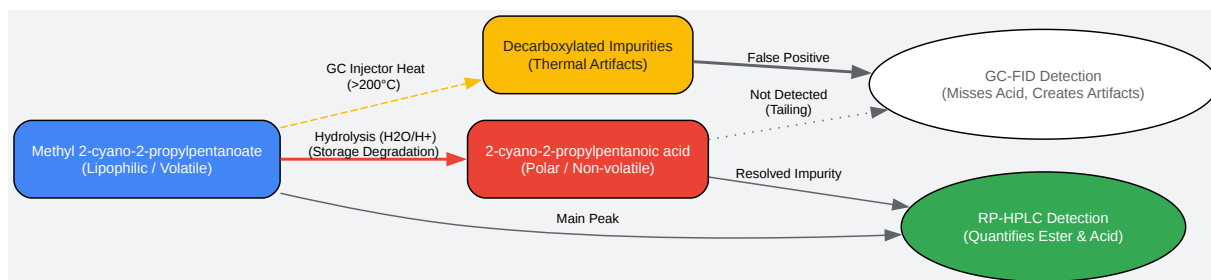 Decarboxylated Impurities
(Thermal Artifacts)
False Positive
GC Injector Heat
(>200°C)
GC-FID Detection
(Misses Acid, Creates Artifacts)
Not Detected
(Tailing)
Methyl 2-cyano-2-propylpentanoate
(Lipophilic / Volatile)
Hydrolysis (H2O/H+)
(Storage Degradation)
2-cyano-2-propylpentanoic acid
(Polar / Non-volatile)
Resolved Impurity
Main Peak
RP-HPLC Detection
(Quantifies Ester & Acid)